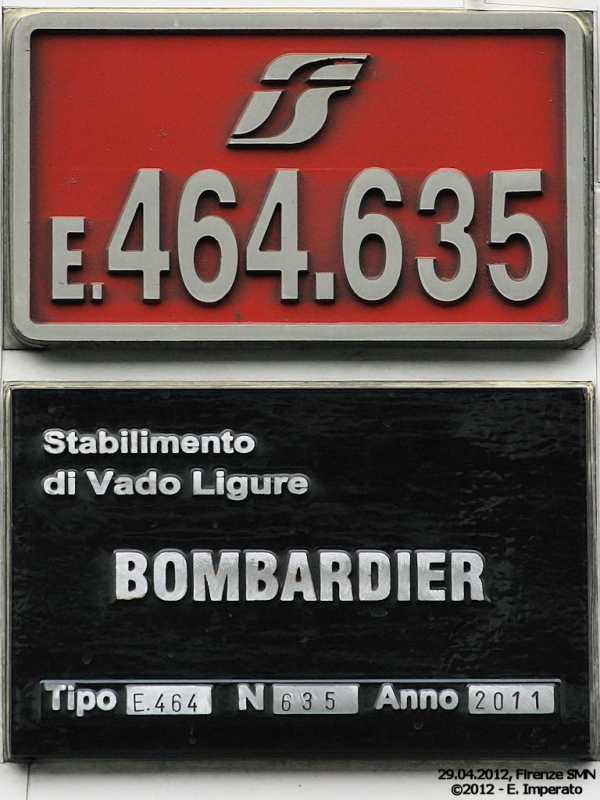 E.464.635
Stabilimento
di Vado Ligure
BOMBARDIER
Tipo E.464 N 635 Anno 2011
29.04.2012, Firenze SMN
©2012 - E. Imperato